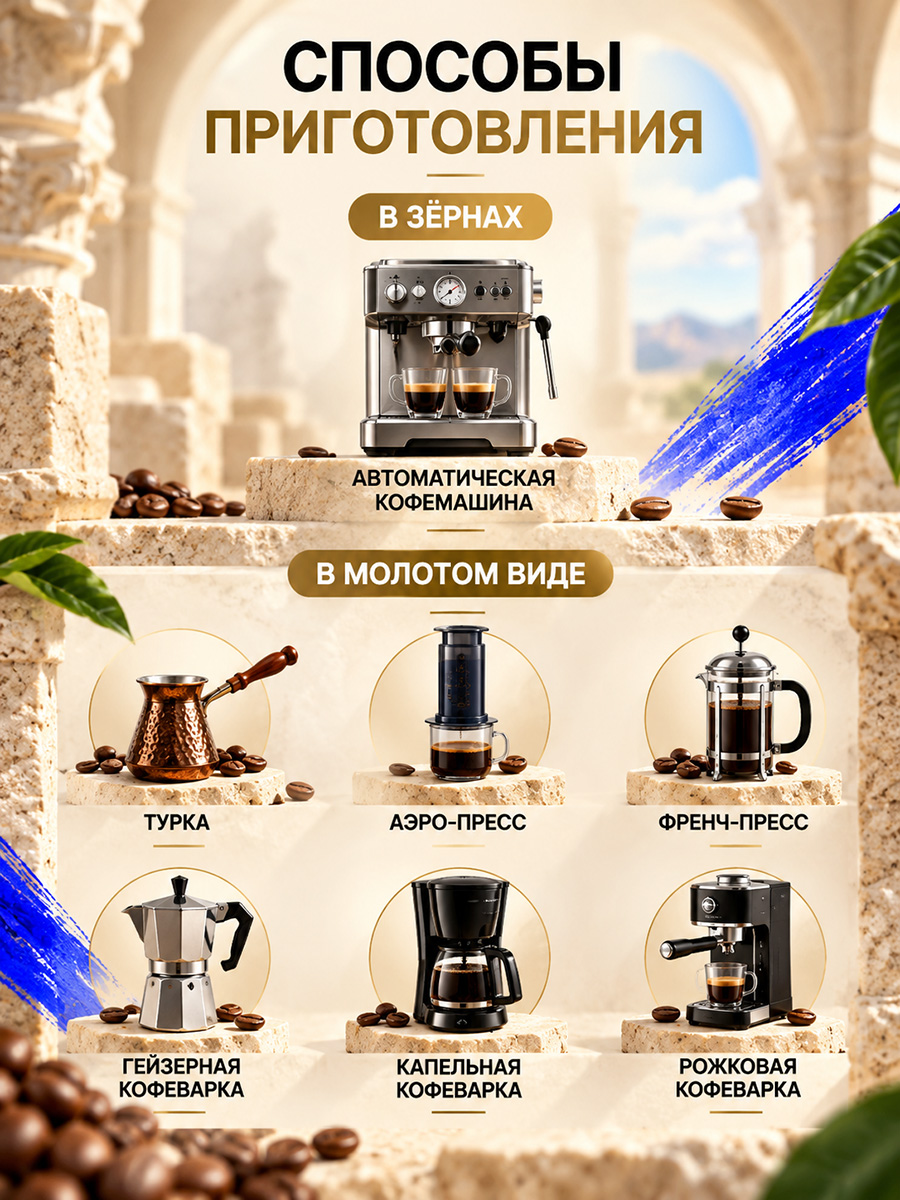 СПОСОБЫ
ПРИГОТОВЛЕНИЯ
В ЗЁРНАХ
АВТОМАТИЧЕСКАЯ
КОФЕМАШИНА
В МОЛОТОМ ВИДЕ
ТУРКА
АЭРО-ПРЕСС
ФРЕНЧ-ПРЕСС
ГЕЙЗЕРНАЯ
КОФЕВАРКА
КАПЕЛЬНАЯ
КОФЕВАРКА
РОЖКОВАЯ
КОФЕВАРКА